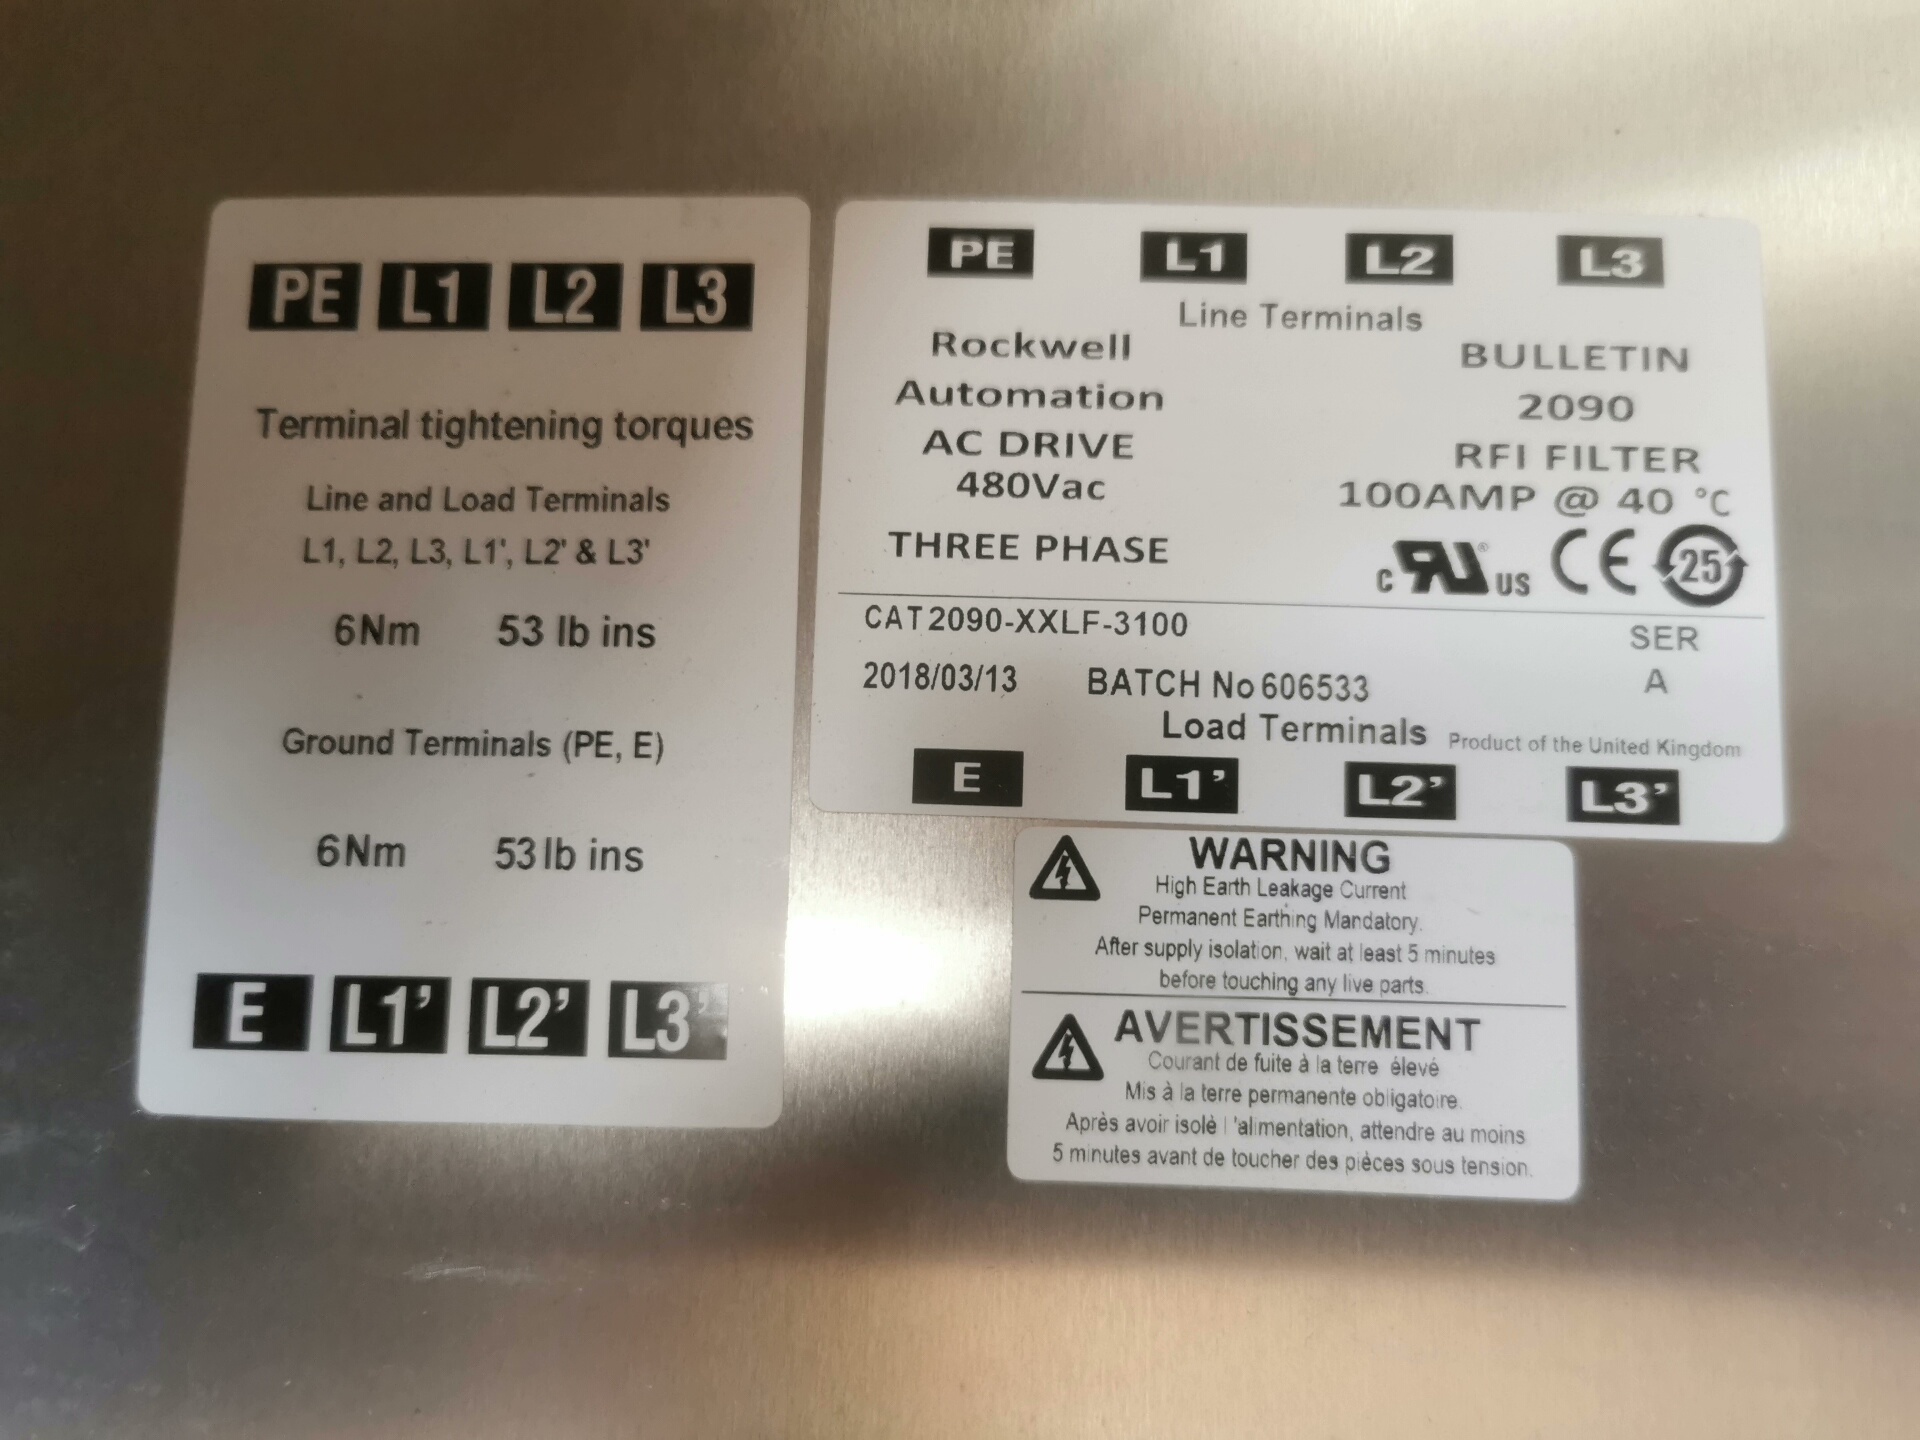 PE L1 L2 L3
Terminal tightening torques
Line and Load Terminals
L1, L2, L3, L1', L2' & L3'
6Nm 53 lb ins
Ground Terminals (PE, E)
6Nm 53 lb ins
E L1' L2' L3'
PE L1 L2 L3
Line Terminals
Rockwell
Automation
AC DRIVE
480Vac
THREE PHASE
BULLETIN
2090
RFI FILTER
100AMP @ 40 °C
c RU ® US CE 25
CAT 2090-XXLF-3100
SER
A
2018/03/13 BATCH No 606533
Load Terminals Product of the United Kingdom
E L1' L2' L3'
WARNING
High Earth Leakage Current
Permanent Earthing Mandatory.
After supply isolation, wait at least 5 minutes
before touching any live parts.
AVERTISSEMENT
Courant de fuite à la terre élevé
Mis à la terre permanente obligatoire.
Après avoir isolè l 'alimentation, attendre au moins
5 minutes avant de toucher des pièces sous tension.